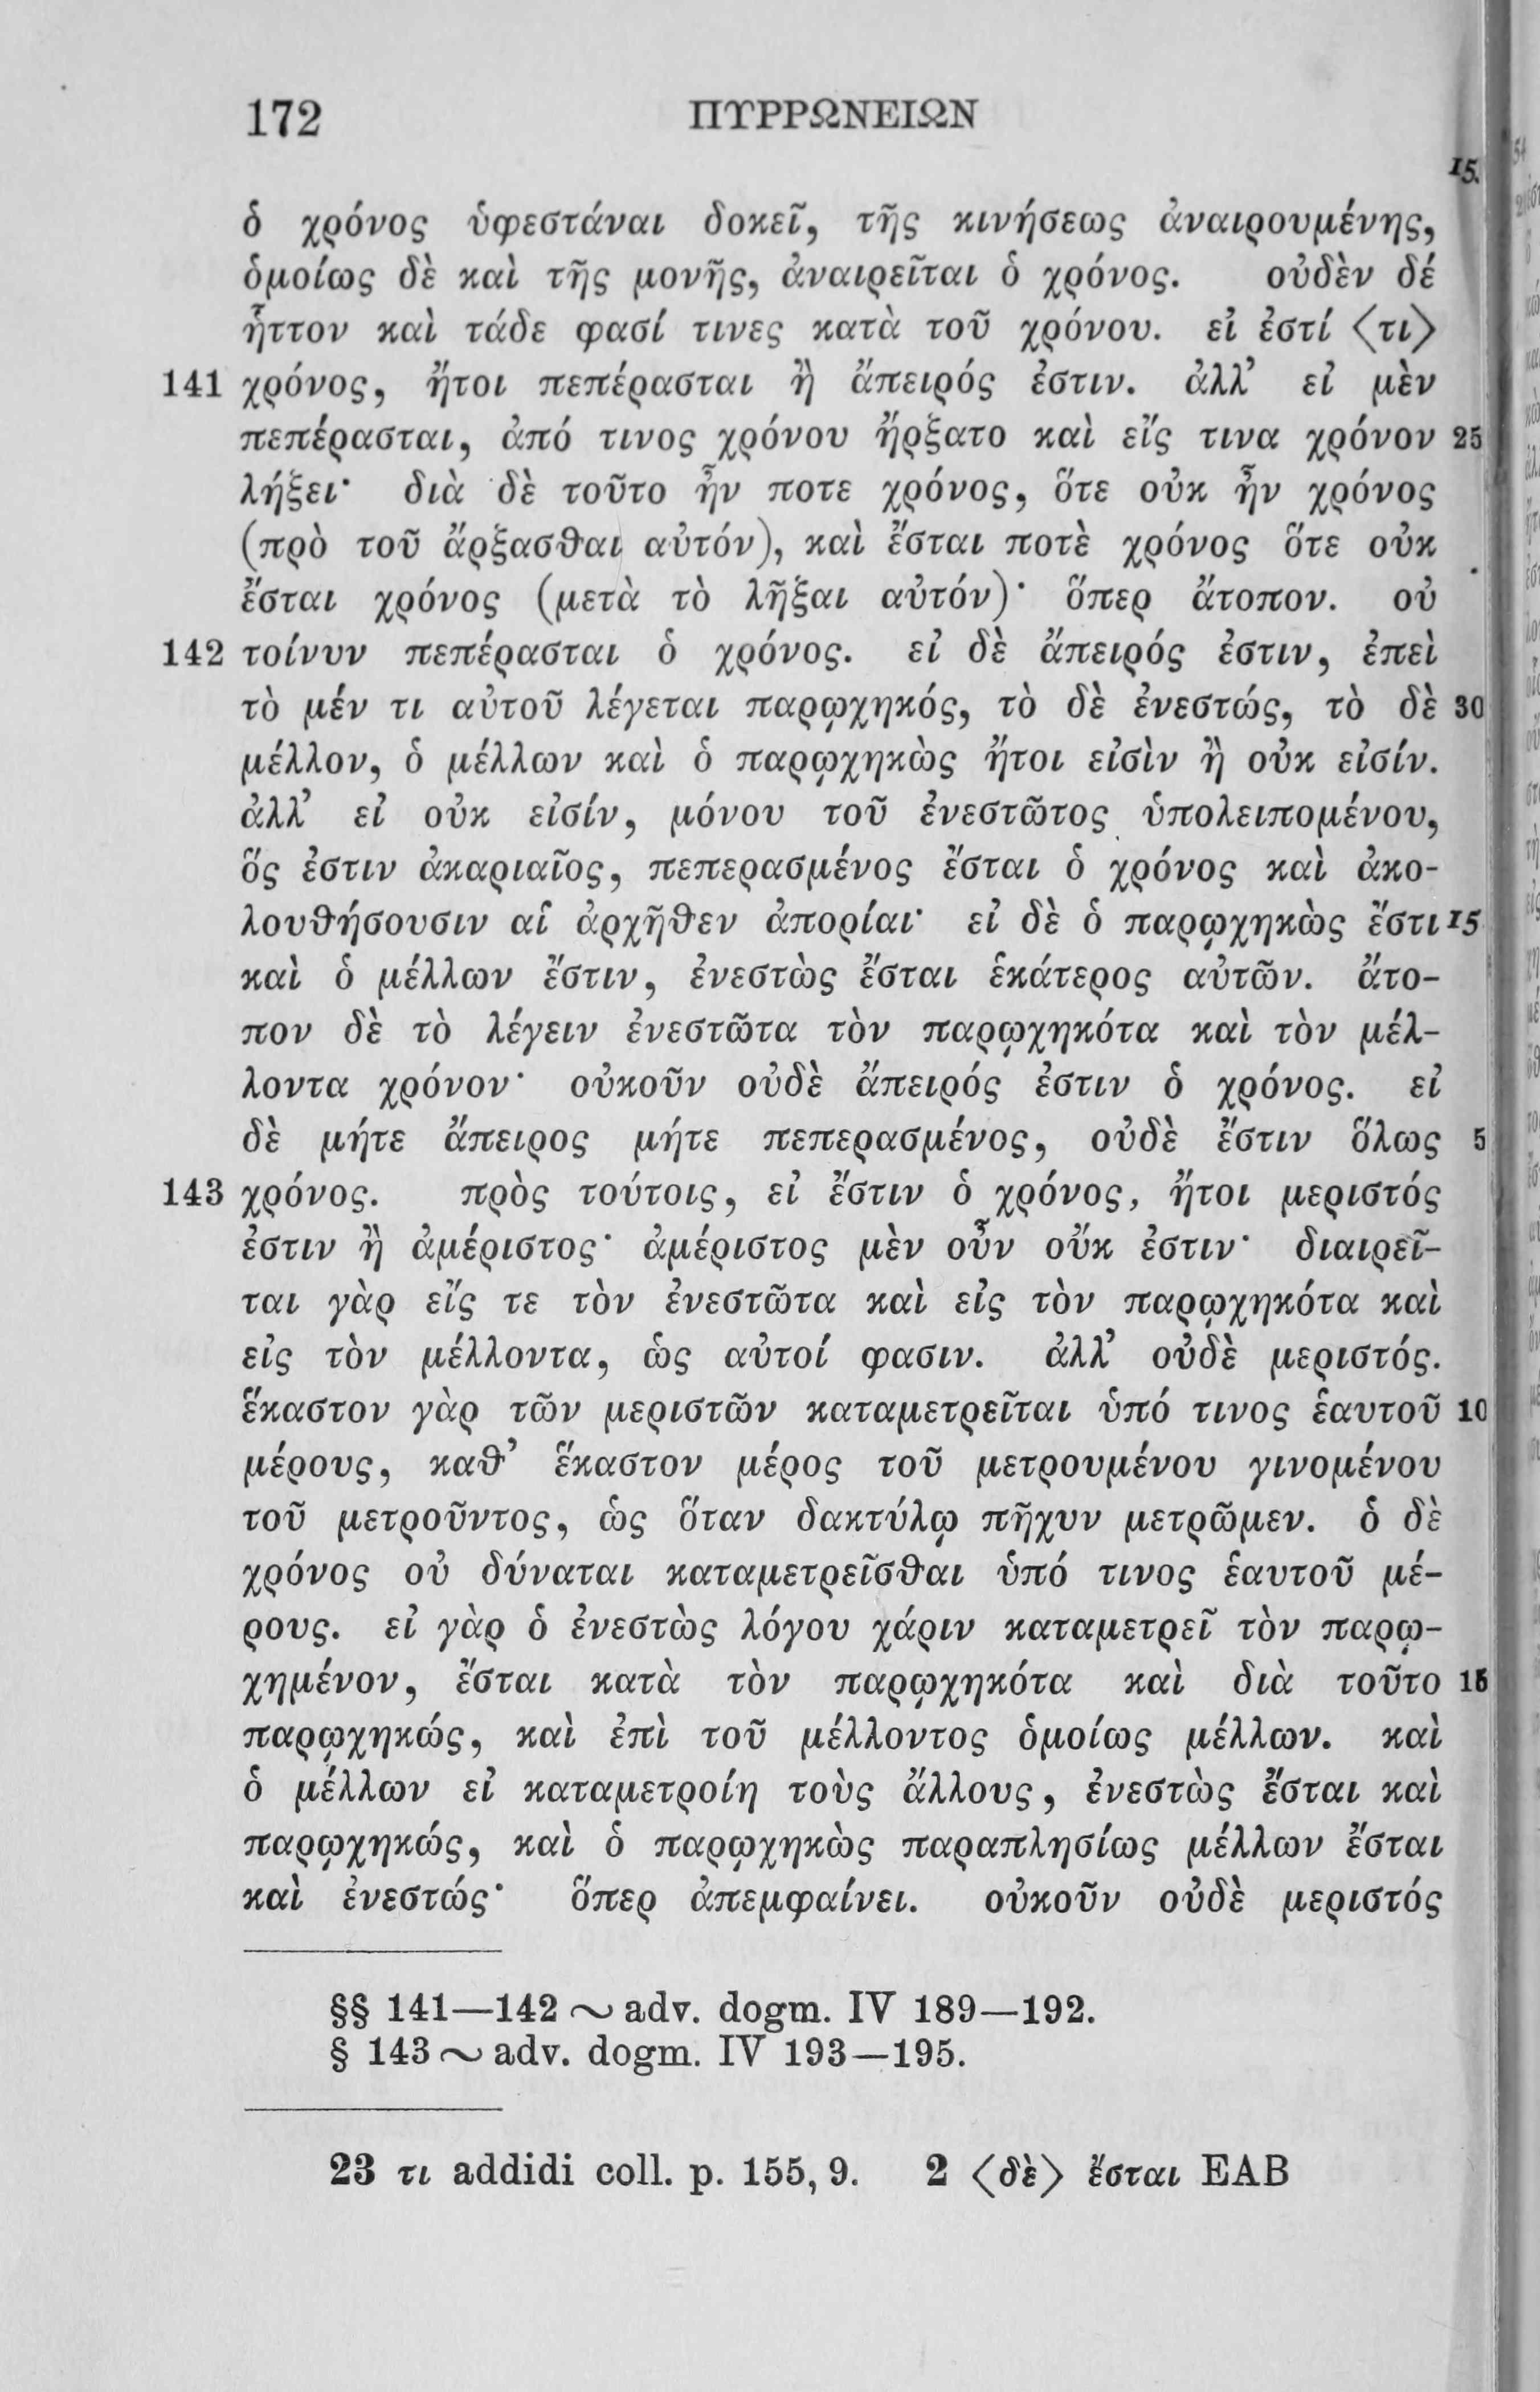 172 ΠΥΡΡΩΝΕΙΩΝ
15.
ὁ χρόνος ὑφεστάναι δοκεῖ, τῆς κινήσεως ἀναιρουμένης,
ὁμοίως δὲ καὶ τῆς μονῆς, ἀναιρεῖται ὁ χρόνος. οὐδὲν δέ
ἧττον καὶ τάδε φασί τινες κατὰ τοῦ χρόνου. εἰ ἐστί ⟨τι⟩
141 χρόνος, ἤτοι πεπέρασται ἢ ἄπειρός ἐστιν. ἀλλ’ εἰ μὲν
πεπέρασται, ἀπό τινος χρόνου ἤρξατο καὶ εἴς τινα χρόνον 25
λήξει· διὰ δὲ τοῦτο ἦν ποτε χρόνος, ὅτε οὐκ ἦν χρόνος
(πρὸ τοῦ ἄρξασθαι αὐτόν), καὶ ἔσται ποτὲ χρόνος ὅτε οὐκ
ἔσται χρόνος (μετὰ τὸ λῆξαι αὐτόν)· ὅπερ ἄτοπον. οὐ
142 τοίνυν πεπέρασται ὁ χρόνος. εἰ δὲ ἄπειρός ἐστιν, ἐπεὶ
τὸ μέν τι αὐτοῦ λέγεται παρῳχηκός, τὸ δὲ ἐνεστώς, τὸ δὲ 30
μέλλον, ὁ μέλλων καὶ ὁ παρῳχηκὼς ἤτοι εἰσὶν ἢ οὐκ εἰσίν.
ἀλλ’ εἰ οὐκ εἰσίν, μόνου τοῦ ἐνεστῶτος ὑπολειπομένου,
ὅς ἐστιν ἀκαριαῖος, πεπερασμένος ἔσται ὁ χρόνος καὶ ἀκο-
λουθήσουσιν αἱ ἀρχῆθεν ἀπορίαι· εἰ δὲ ὁ παρῳχηκὼς ἔστι 15
καὶ ὁ μέλλων ἔστιν, ἐνεστὼς ἔσται ἑκάτερος αὐτῶν. ἄτο-
πον δὲ τὸ λέγειν ἐνεστῶτα τὸν παρῳχηκότα καὶ τὸν μέλ-
λοντα χρόνον· οὐκοῦν οὐδὲ ἄπειρός ἐστιν ὁ χρόνος. εἰ
δὲ μήτε ἄπειρος μήτε πεπερασμένος, οὐδὲ ἔστιν ὅλως 5
143 χρόνος. πρὸς τούτοις, εἰ ἔστιν ὁ χρόνος, ἤτοι μεριστός
ἐστιν ἢ ἀμέριστος· ἀμέριστος μὲν οὖν οὔκ ἐστιν· διαιρεῖ-
ται γὰρ εἴς τε τὸν ἐνεστῶτα καὶ εἰς τὸν παρῳχηκότα καὶ
εἰς τὸν μέλλοντα, ὡς αὐτοί φασιν. ἀλλ’ οὐδὲ μεριστός.
ἕκαστον γὰρ τῶν μεριστῶν καταμετρεῖται ὑπό τινος ἑαυτοῦ 10
μέρους, καθ’ ἕκαστον μέρος τοῦ μετρουμένου γινομένου
τοῦ μετροῦντος, ὡς ὅταν δακτύλῳ πῆχυν μετρῶμεν. ὁ δὲ
χρόνος οὐ δύναται καταμετρεῖσθαι ὑπό τινος ἑαυτοῦ μέ-
ρους. εἰ γὰρ ὁ ἐνεστὼς λόγου χάριν καταμετρεῖ τὸν παρῳ-
χημένον, ἔσται κατὰ τὸν παρῳχηκότα καὶ διὰ τοῦτο 15
παρῳχηκώς, καὶ ἐπὶ τοῦ μέλλοντος ὁμοίως μέλλων. καὶ
ὁ μέλλων εἰ καταμετροίη τοὺς ἄλλους, ἐνεστὼς ἔσται καὶ
παρῳχηκώς, καὶ ὁ παρῳχηκὼς παραπλησίως μέλλων ἔσται
καὶ ἐνεστώς· ὅπερ ἀπεμφαίνει. οὐκοῦν οὐδὲ μεριστός
§§ 141—142 ∾ adv. dogm. IV 189—192.
§ 143 ∾ adv. dogm. IV 193—195.
23 τι addidi coll. p. 155, 9. 2 ⟨δὲ⟩ ἔσται EAB